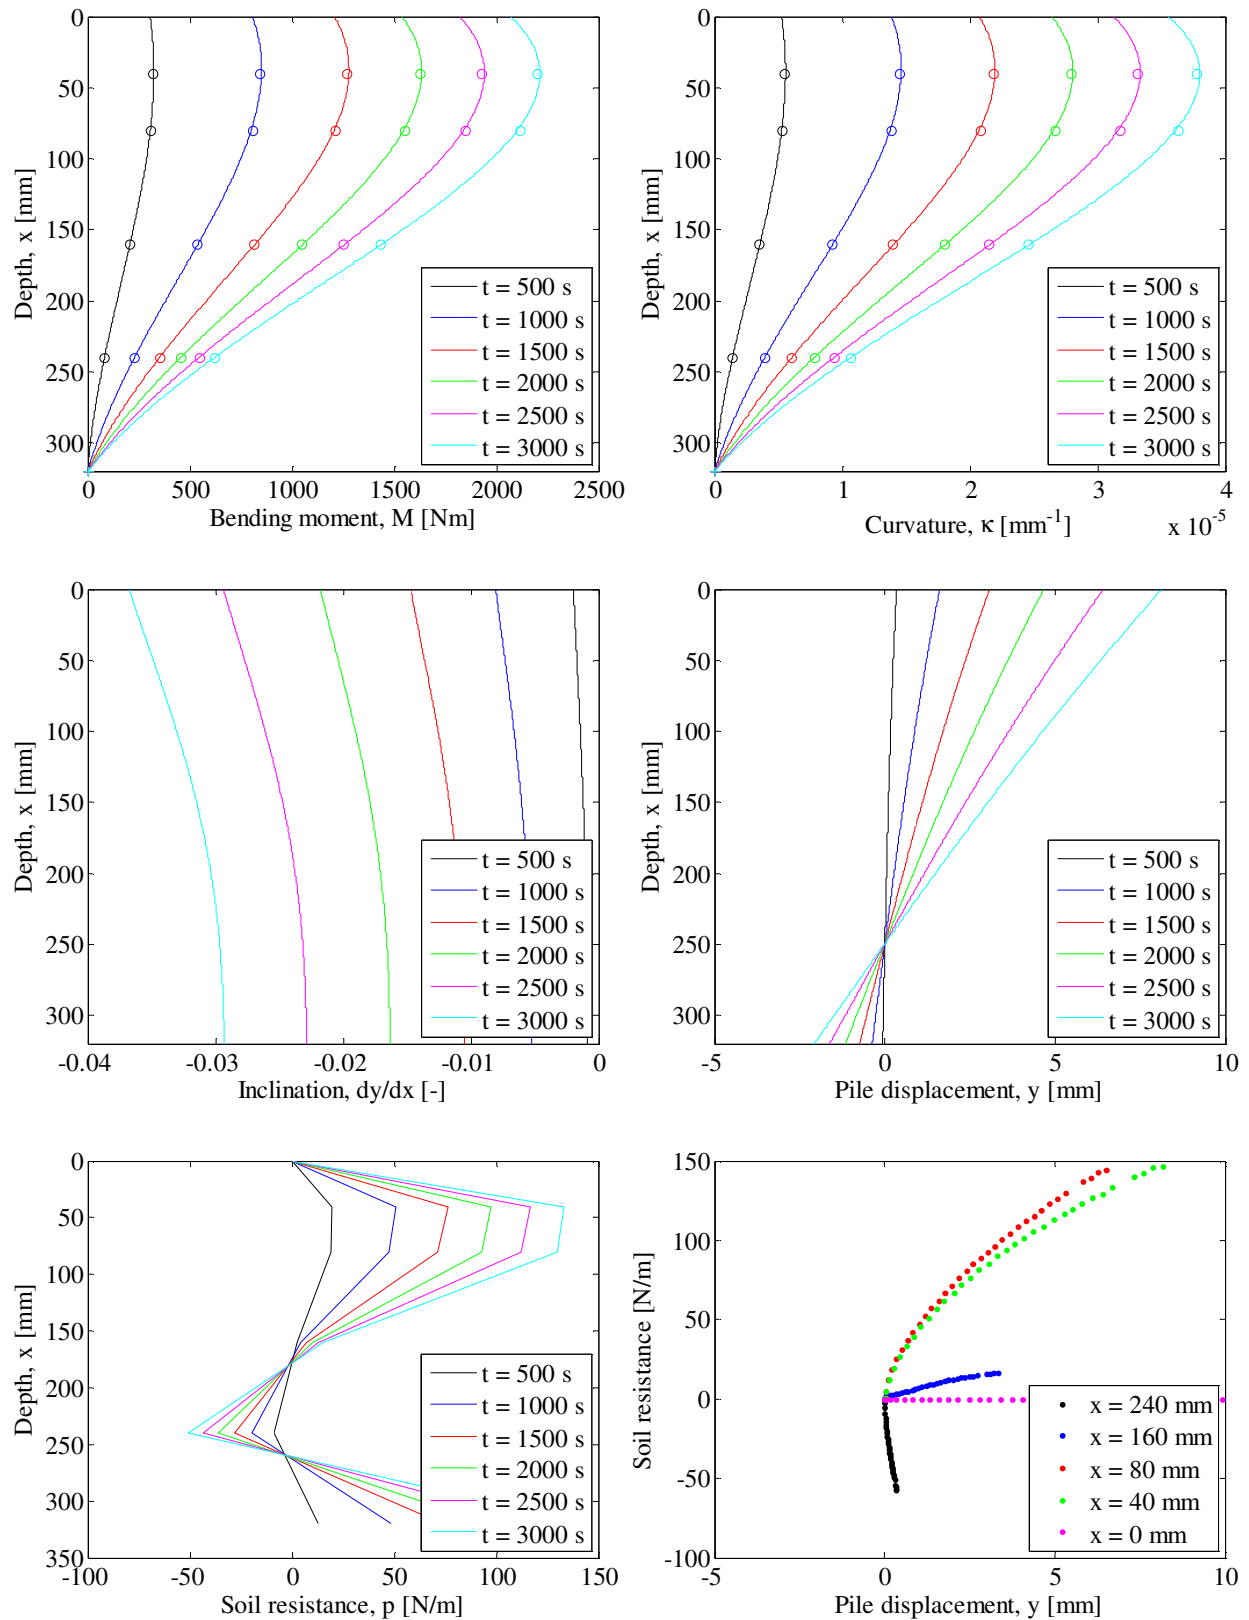 0
50
100
150
200
250
300
Depth, x [mm]
0 500 1000 1500 2000 2500
Bending moment, M [Nm]
t = 500 s
t = 1000 s
t = 1500 s
t = 2000 s
t = 2500 s
t = 3000 s
0
50
100
150
200
250
300
Depth, x [mm]
0 1 2 3 4
x 10^-5
Curvature, κ [mm^-1]
t = 500 s
t = 1000 s
t = 1500 s
t = 2000 s
t = 2500 s
t = 3000 s
0
50
100
150
200
250
300
Depth, x [mm]
-0.04 -0.03 -0.02 -0.01 0
Inclination, dy/dx [-]
t = 500 s
t = 1000 s
t = 1500 s
t = 2000 s
t = 2500 s
t = 3000 s
0
50
100
150
200
250
300
Depth, x [mm]
-5 0 5 10
Pile displacement, y [mm]
t = 500 s
t = 1000 s
t = 1500 s
t = 2000 s
t = 2500 s
t = 3000 s
0
50
100
150
200
250
300
350
Depth, x [mm]
-100 -50 0 50 100 150
Soil resistance, p [N/m]
t = 500 s
t = 1000 s
t = 1500 s
t = 2000 s
t = 2500 s
t = 3000 s
150
100
50
0
-50
-100
Soil resistance [N/m]
-5 0 5 10
Pile displacement, y [mm]
x = 240 mm
x = 160 mm
x = 80 mm
x = 40 mm
x = 0 mm